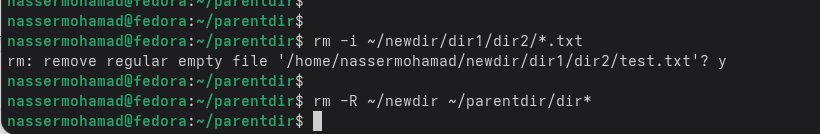 nassermohamad@fedora:~/parentdir$
nassermohamad@fedora:~/parentdir$
nassermohamad@fedora:~/parentdir$ rm -i ~/newdir/dir1/dir2/*.txt
rm: remove regular empty file '/home/nassermohamad/newdir/dir1/dir2/test.txt'? y
nassermohamad@fedora:~/parentdir$
nassermohamad@fedora:~/parentdir$ rm -R ~/newdir ~/parentdir/dir*
nassermohamad@fedora:~/parentdir$